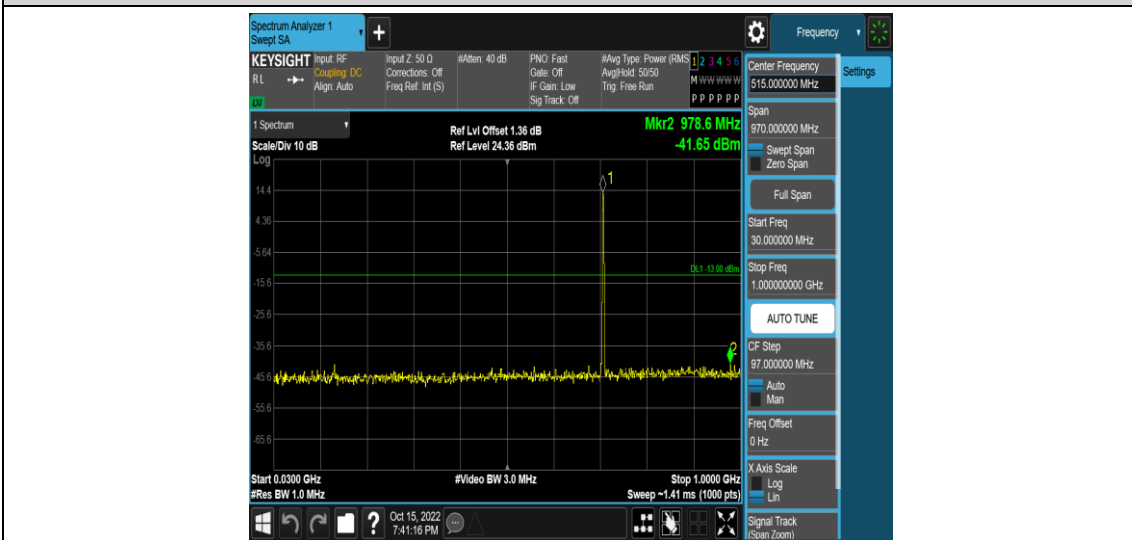 Spectrum Analyzer 1
Swept SA
Frequency
KEYSIGHT
R L
LW
Input: RF
Coupling: DC
Align: Auto
Input Z: 50 Ω
Corrections: Off
Freq Ref: Int (S)
#Atten: 40 dB
PNO: Fast
Gate: Off
IF Gain: Low
Sig Track: Off
#Avg Type: Power (RMS
Avg|Hold: 50/50
Trig: Free Run
1 2 3 4 5 6
M W W W W W
P P P P P P
Center Frequency
515.000000 MHz
Settings
1 Spectrum
Scale/Div 10 dB
Log
Ref Lvl Offset 1.36 dB
Ref Level 24.36 dBm
Mkr2 978.6 MHz
-41.65 dBm
Span
970.000000 MHz
Swept Span
Zero Span
Full Span
Start Freq
30.000000 MHz
Stop Freq
1.000000000 GHz
AUTO TUNE
CF Step
97.000000 MHz
Auto
Man
Freq Offset
0 Hz
X Axis Scale
Log
Lin
Signal Track
(Span Zoom)
1
14.4
4.36
-5.64
DL1 -13.00 dBm
-15.6
-25.6
-35.6
2
-45.6
-55.6
-65.6
Start 0.0300 GHz
#Res BW 1.0 MHz
#Video BW 3.0 MHz
Stop 1.0000 GHz
Sweep ~1.41 ms (1000 pts)
?
Oct 15, 2022
7:41:16 PM